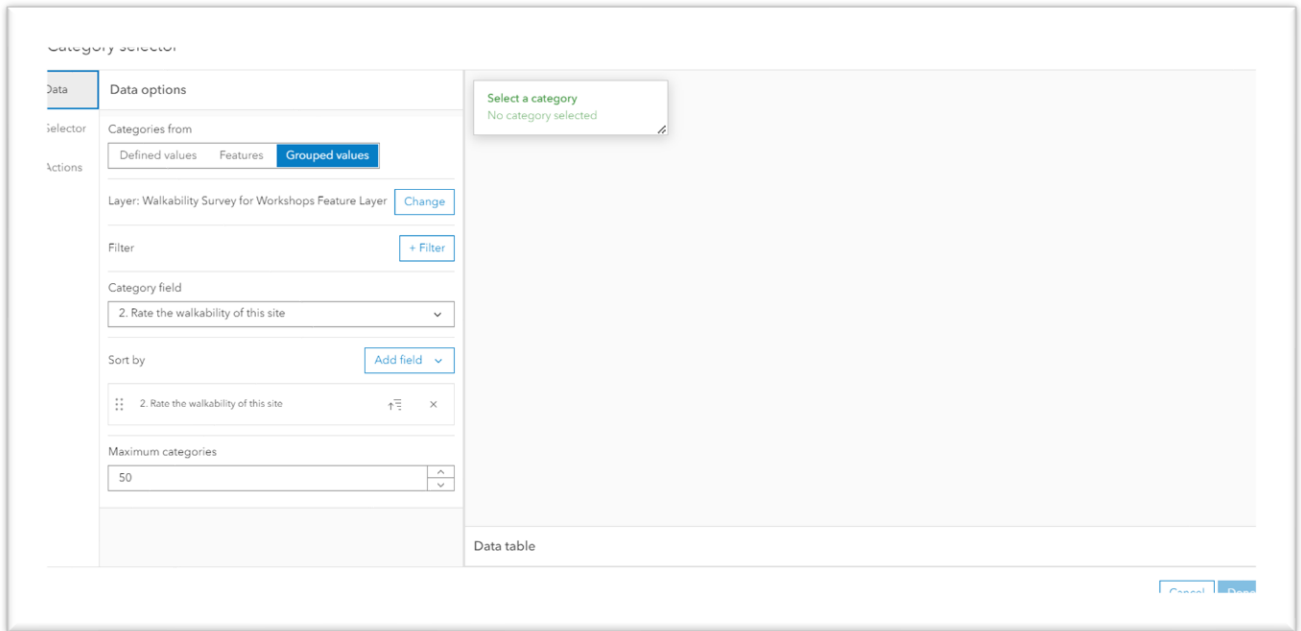 Category selector
Data
Data options
Select a category
No category selected
Selector
Actions
Categories from
Defined values Features Grouped values
Layer: Walkability Survey for Workshops Feature Layer Change
Filter + Filter
Category field
2. Rate the walkability of this site
Sort by Add field
2. Rate the walkability of this site
Maximum categories
50
Data table
Cancel Done